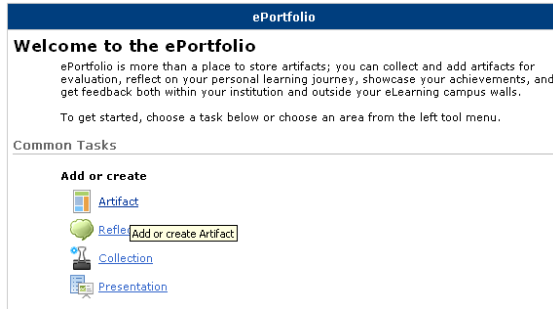 ePortfolio
Welcome to the ePortfolio
ePortfolio is more than a place to store artifacts; you can collect and add artifacts for
evaluation, reflect on your personal learning journey, showcase your achievements, and
get feedback both within your institution and outside your eLearning campus walls.
To get started, choose a task below or choose an area from the left tool menu.
Common Tasks
Add or create
Artifact
Add or create Artifact
Collection
Presentation